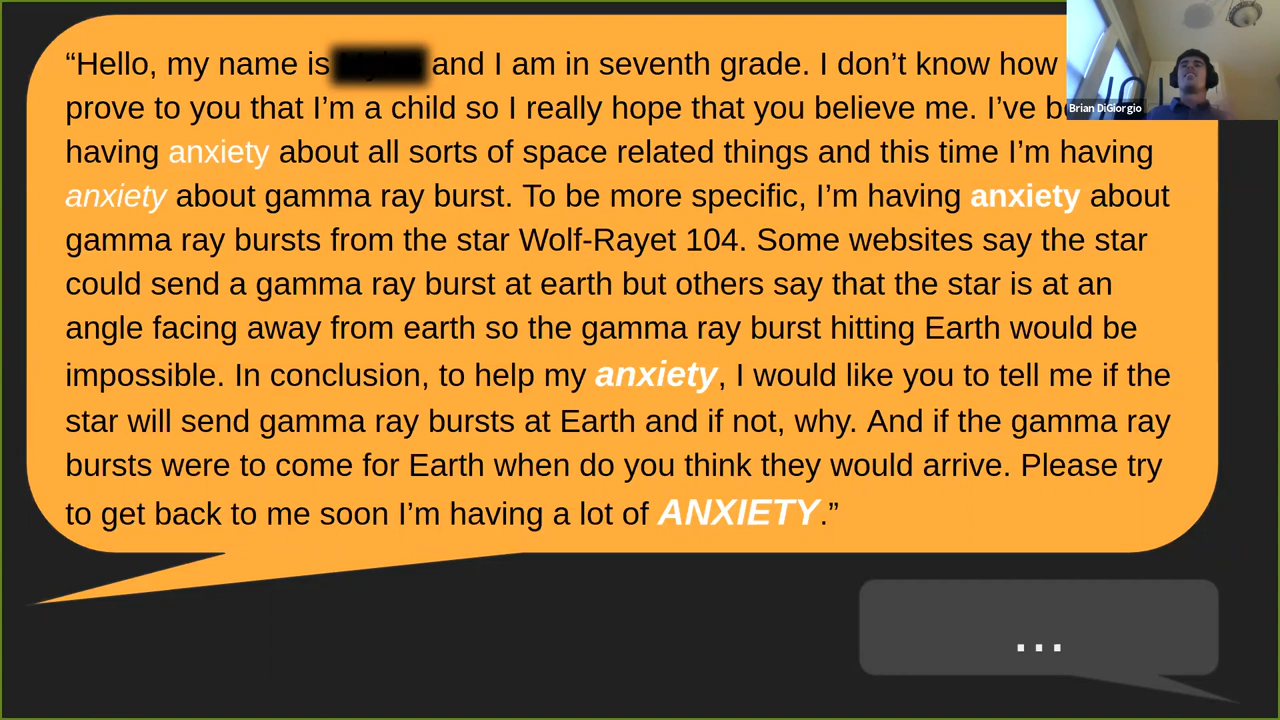 “Hello, my name is and I am in seventh grade. I don’t know how
prove to you that I’m a child so I really hope that you believe me. I’ve
having anxiety about all sorts of space related things and this time I’m having
anxiety about gamma ray burst. To be more specific, I’m having anxiety about
gamma ray bursts from the star Wolf-Rayet 104. Some websites say the star
could send a gamma ray burst at earth but others say that the star is at an
angle facing away from earth so the gamma ray burst hitting Earth would be
impossible. In conclusion, to help my anxiety, I would like you to tell me if the
star will send gamma ray bursts at Earth and if not, why. And if the gamma ray
bursts were to come for Earth when do you think they would arrive. Please try
to get back to me soon I’m having a lot of ANXIETY.”
Brian DiGiorgio
...